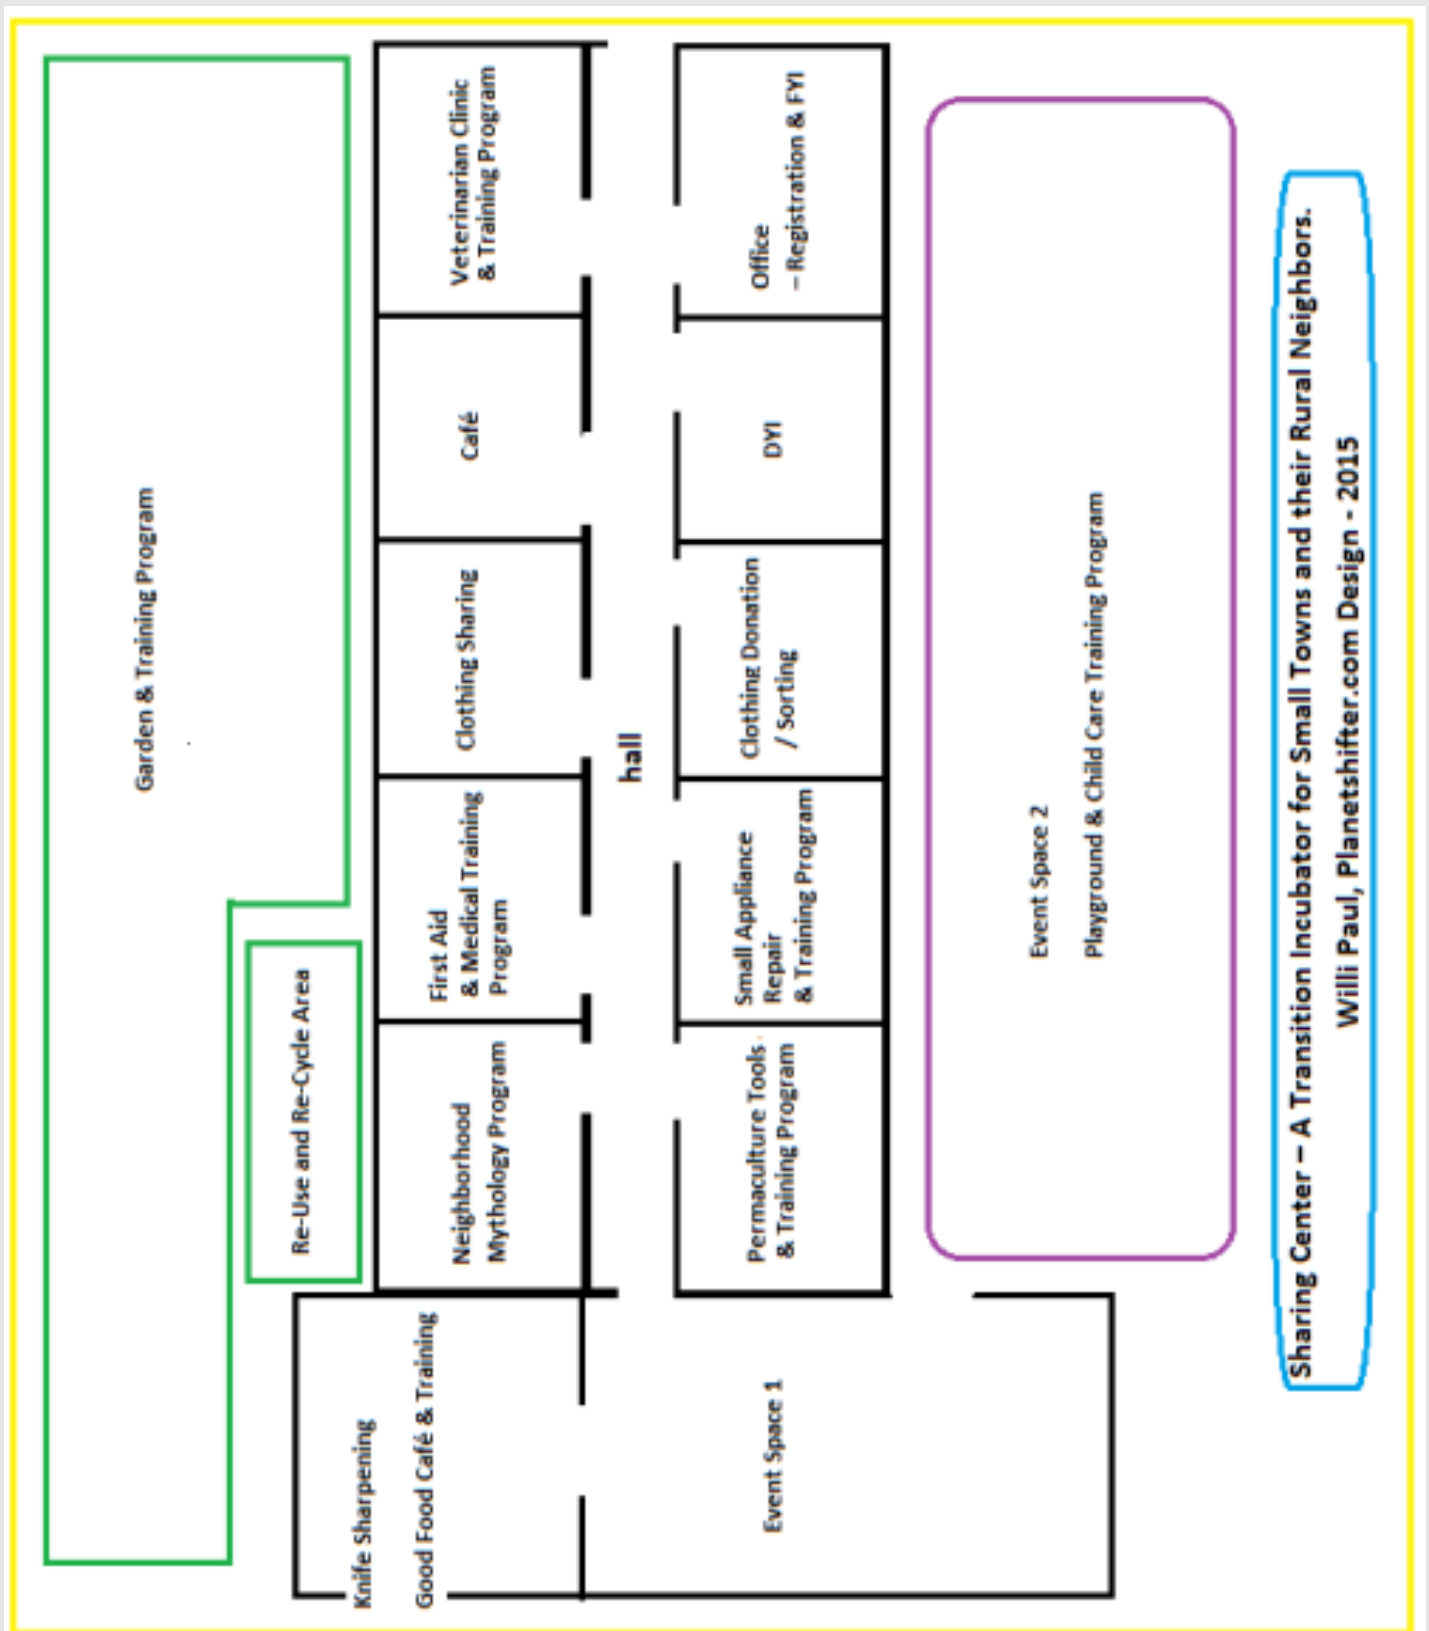 Garden & Training Program
Re-Use and Re-Cycle Area
Knife Sharpening
Good Food Café & Training
Neighborhood
Mythology Program
First Aid
& Medical Training
Program
Clothing Sharing
Café
Veterinarian Clinic
& Training Program
hall
Event Space 1
Permaculture Tools
& Training Program
Small Appliance
Repair
& Training Program
Clothing Donation
/ Sorting
DYI
Office
– Registration & FYI
Event Space 2
Playground & Child Care Training Program
Sharing Center – A Transition Incubator for Small Towns and their Rural Neighbors.
Willi Paul, Planetshifter.com Design - 2015